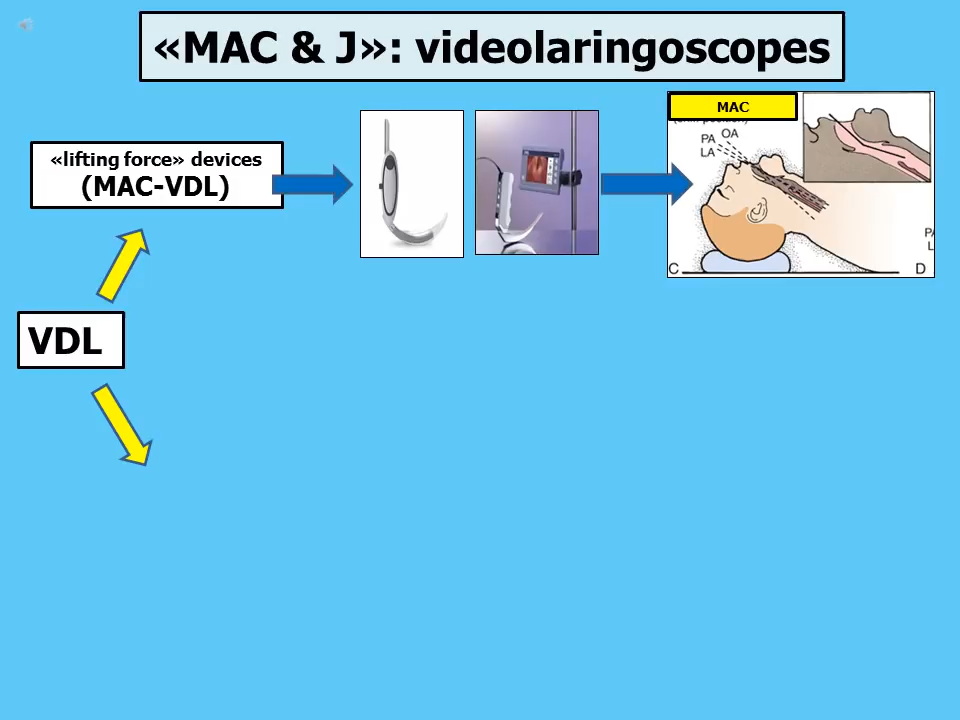 «MAC & J»: videolaringoscopes
MAC
«lifting force» devices
(MAC-VDL)
PA OA
LA
C
D
VDL